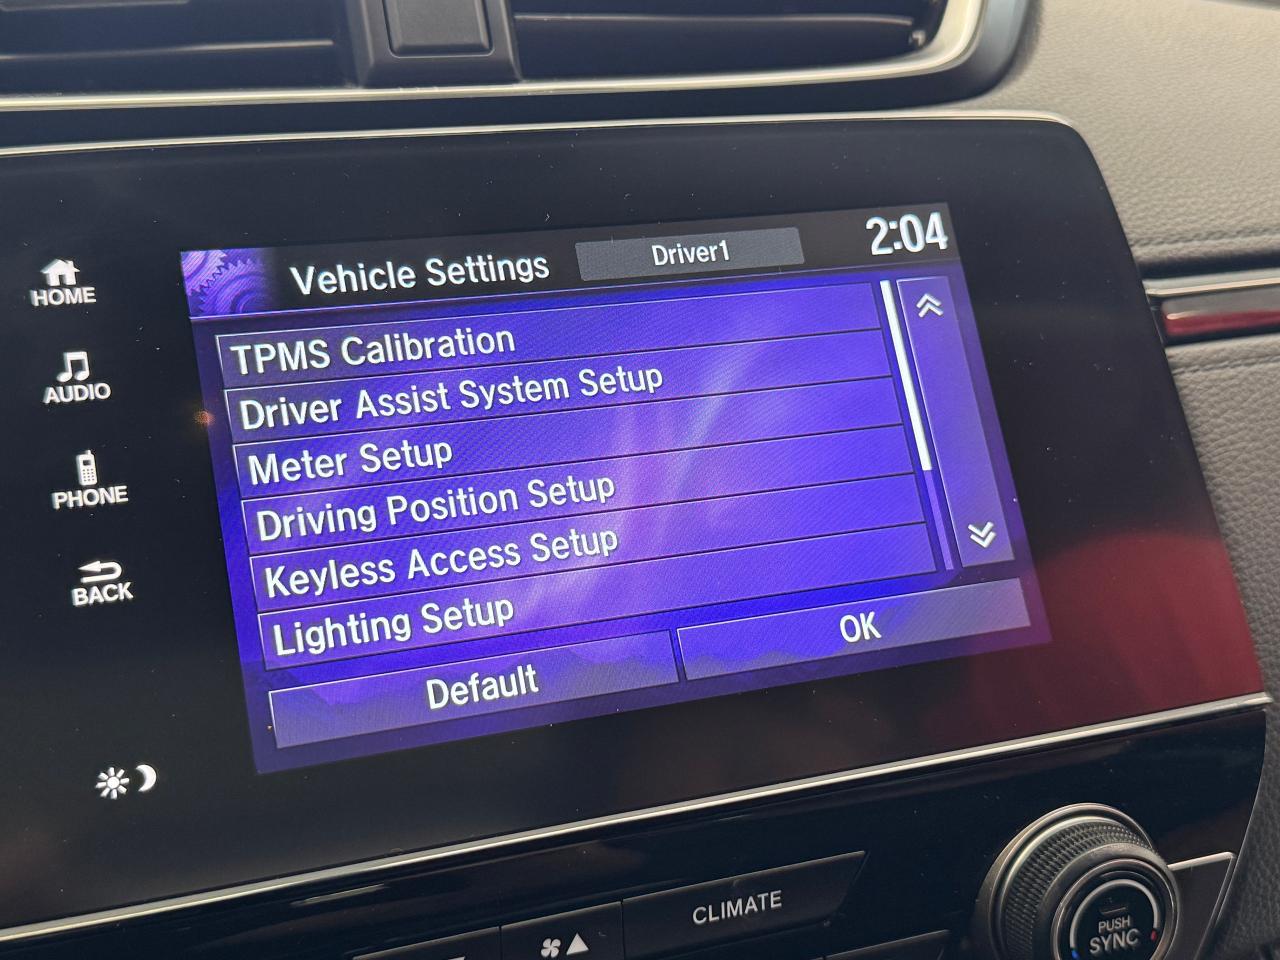 Vehicle Settings
Driver1
2:04
HOME
AUDIO
PHONE
BACK
TPMS Calibration
Driver Assist System Setup
Meter Setup
Driving Position Setup
Keyless Access Setup
Lighting Setup
Default
OK
CLIMATE
PUSH
SYNC